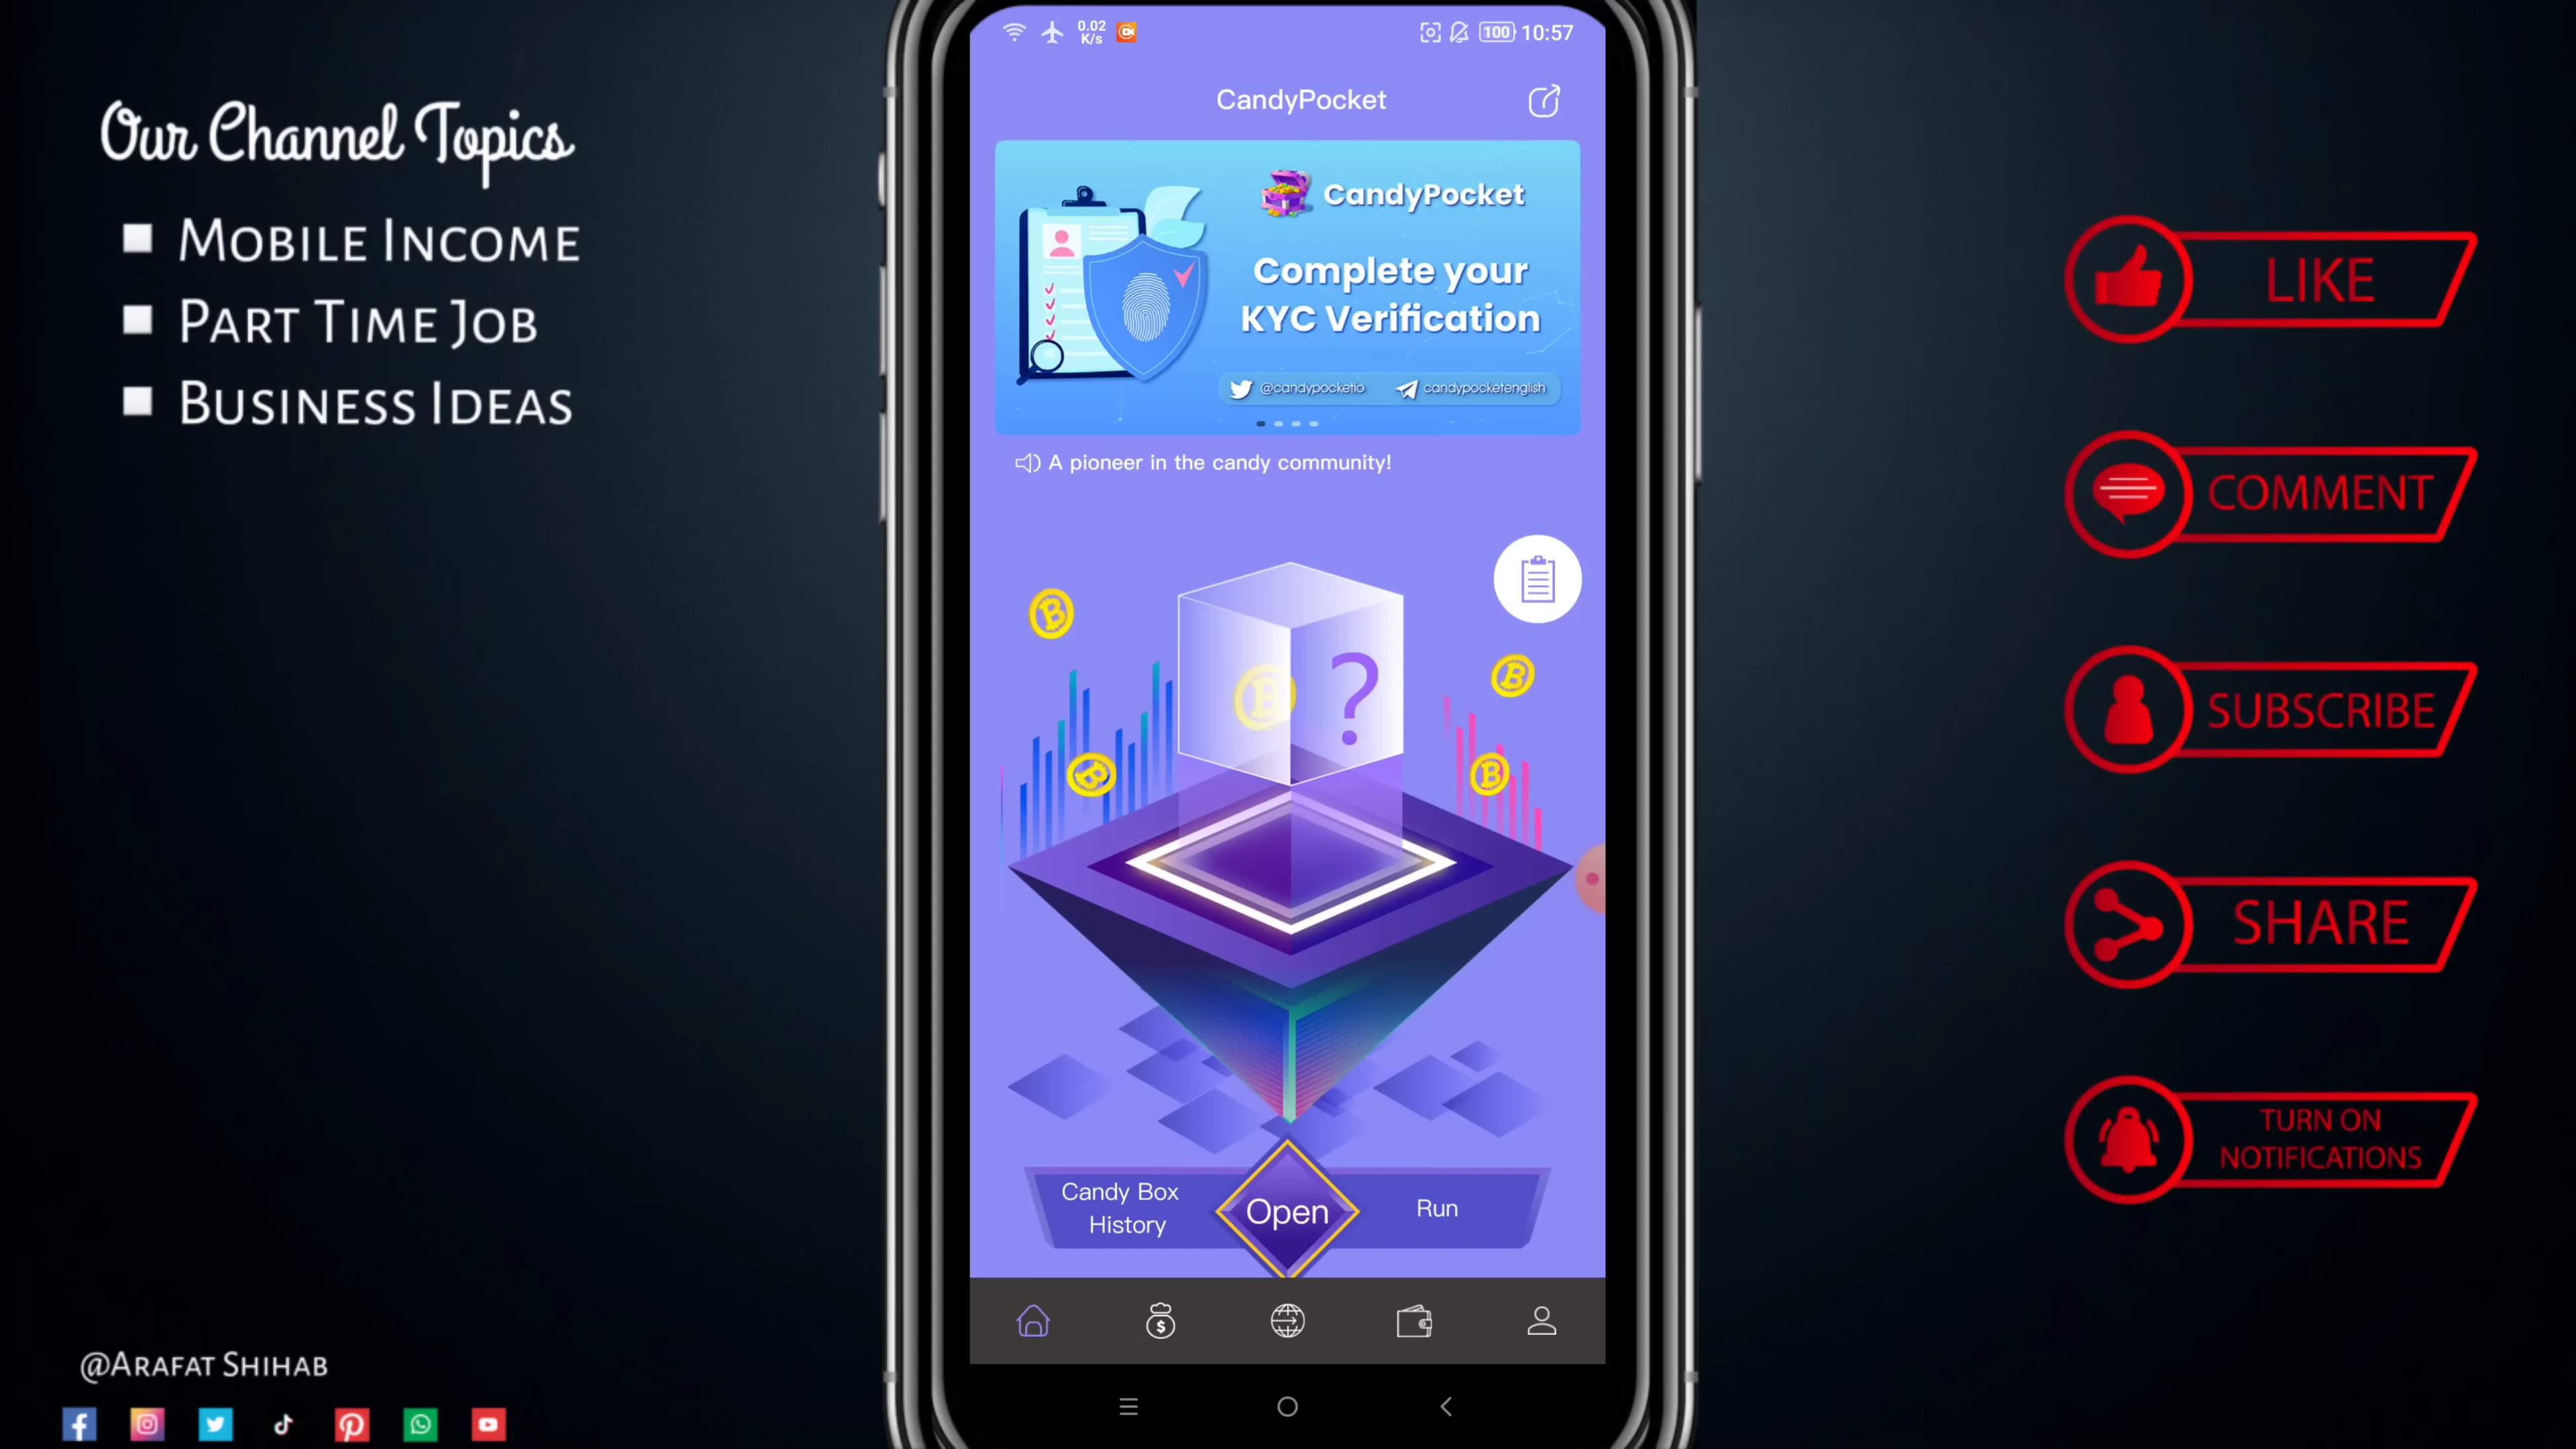 Our Channel Topics
Mobile Income
Part Time Job
Business Ideas
@Arafat Shihab
0.02
K/s
100
10:57
CandyPocket
CandyPocket
Complete your
KYC Verification
@candypocketio
candypocketenglish
A pioneer in the candy community!
?
Candy Box
History
Open
Run
LIKE
COMMENT
SUBSCRIBE
SHARE
TURN ON
NOTIFICATIONS